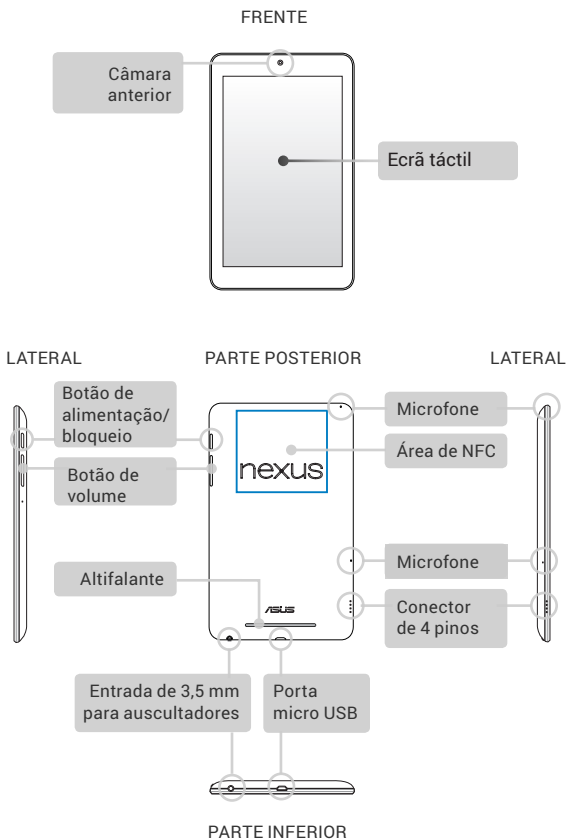 FRENTE
Câmara
anterior
Ecrã táctil
LATERAL
PARTE POSTERIOR
LATERAL
Botão de
alimentação/
bloqueio
Microfone
Área de NFC
nexus
Botão de
volume
Microfone
Altifalante
ASUS
Conector
de 4 pinos
Entrada de 3,5 mm
para auscultadores
Porta
micro USB
PARTE INFERIOR